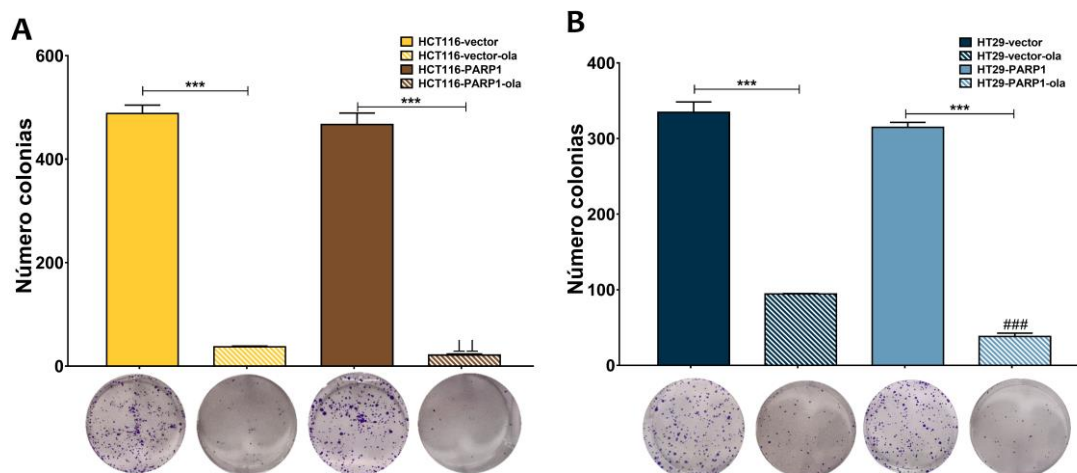 A
HCT116-vector
HCT116-vector-ola
HCT116-PARP1
HCT116-PARP1-ola
Número colonias
600
400
200
0
***
***
B
HT29-vector
HT29-vector-ola
HT29-PARP1
HT29-PARP1-ola
Número colonias
400
300
200
100
0
***
***
###